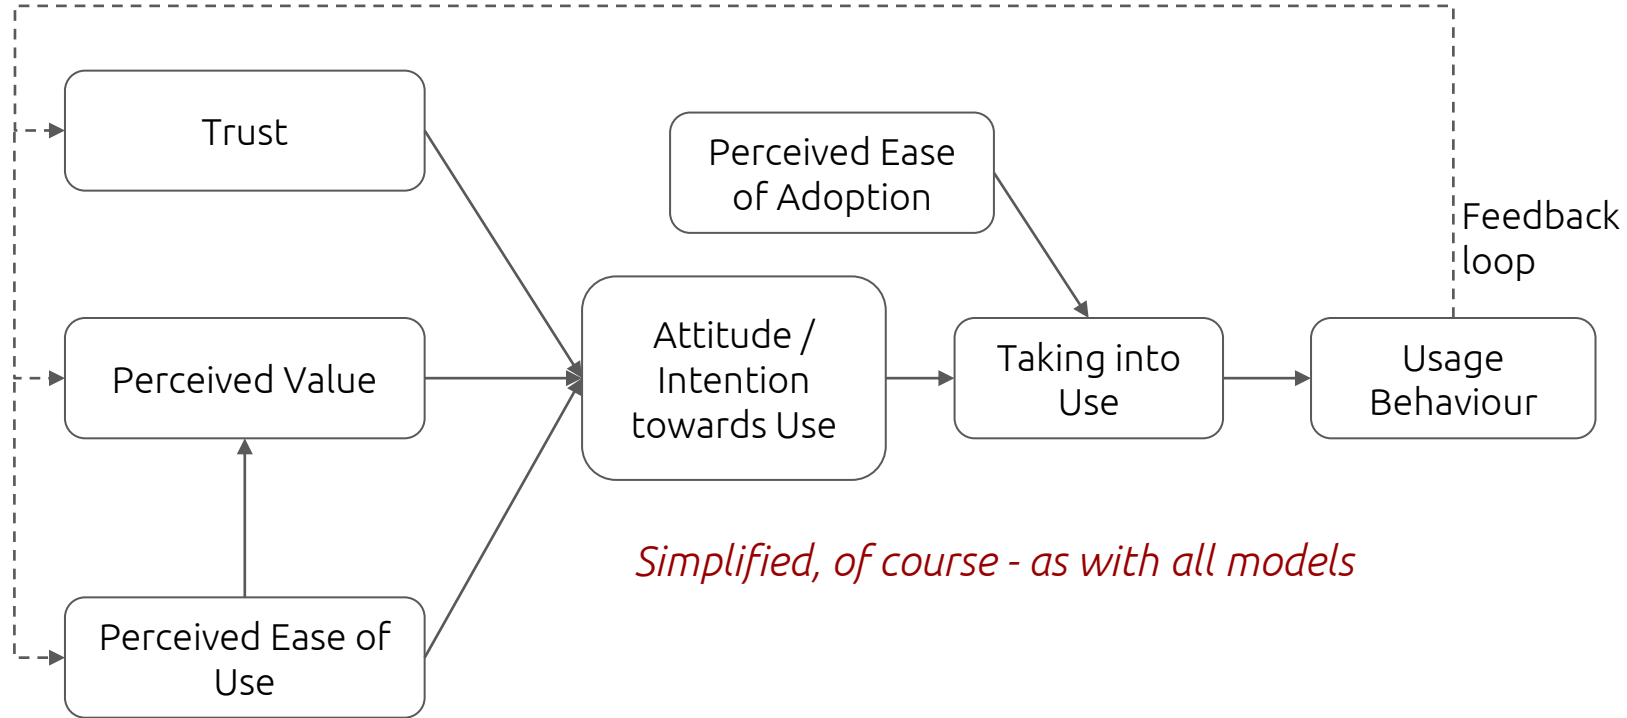 Trust
Perceived Ease
of Adoption
Feedback
loop
Attitude /
Intention
towards Use
Perceived Value
Taking into
Use
Usage
Behaviour
Simplified, of course - as with all models
Perceived Ease of
Use